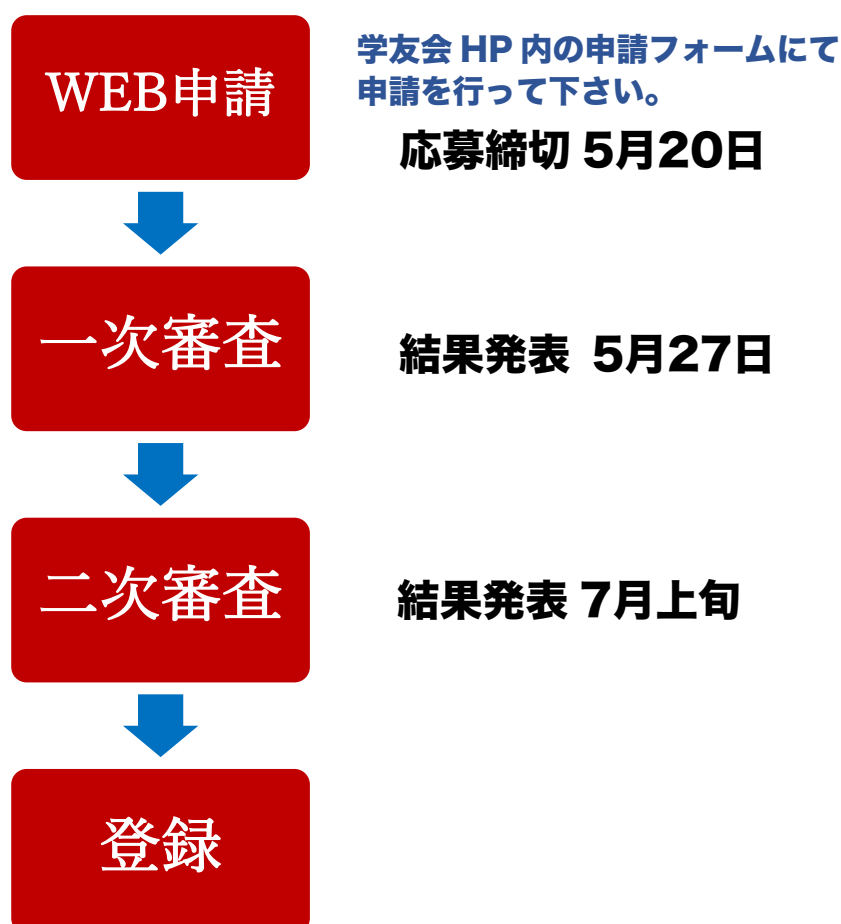 WEB申請
学友会 HP 内の申請フォームにて
申請を行って下さい。
応募締切 5月20日
一次審査
結果発表 5月27日
二次審査
結果発表 7月上旬
登録